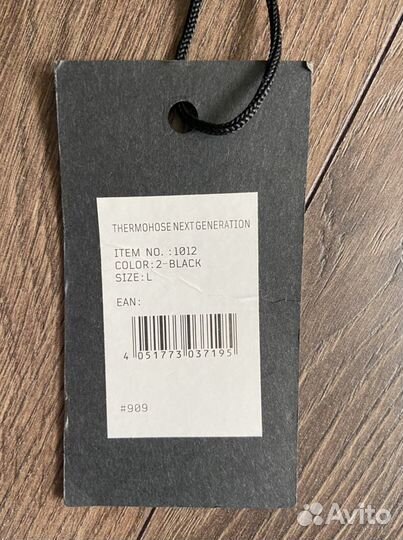 THERMOHOSE NEXT GENERATION
ITEM NO. :1012
COLOR:2-BLACK
SIZE:L
EAN:
4 051773 037195
#909
Avito